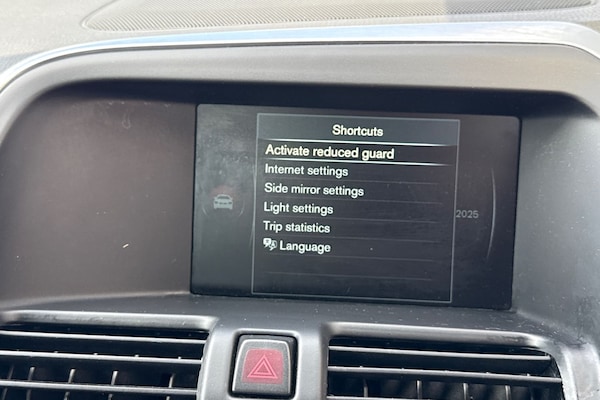 Shortcuts
Activate reduced guard
Internet settings
Side mirror settings
Light settings
2025
Trip statistics
Language